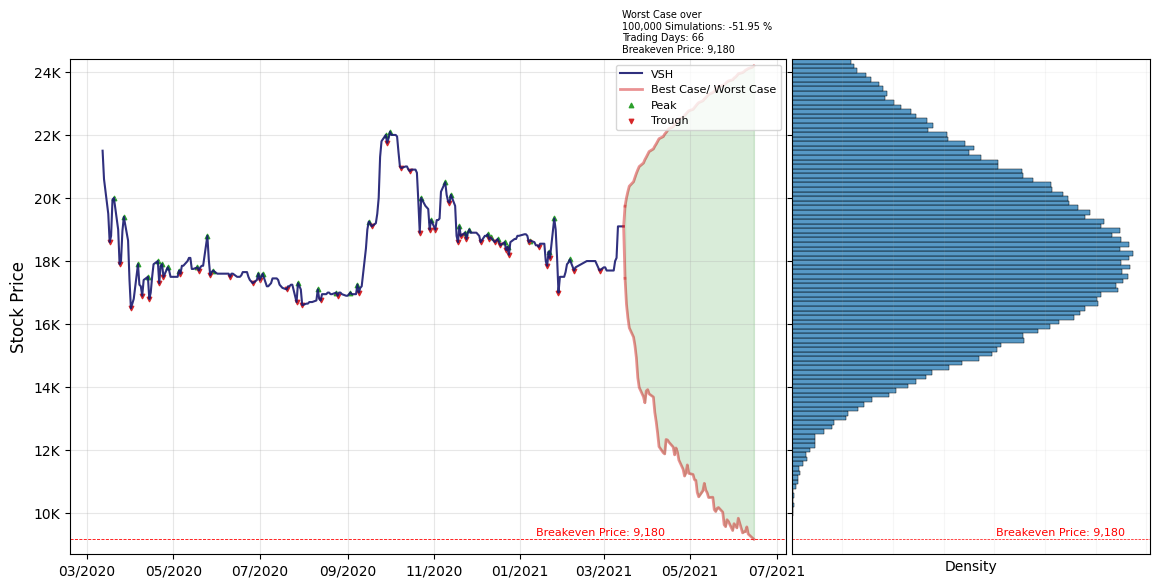 Worst Case over
100,000 Simulations: -51.95 %
Trading Days: 66
Breakeven Price: 9,180
VSH
Best Case/ Worst Case
Peak
Trough
Stock Price
24K
22K
20K
18K
16K
14K
12K
10K
Breakeven Price: 9,180
Breakeven Price: 9,180
03/2020 05/2020 07/2020 09/2020 11/2020 01/2021 03/2021 05/2021 07/2021
Density